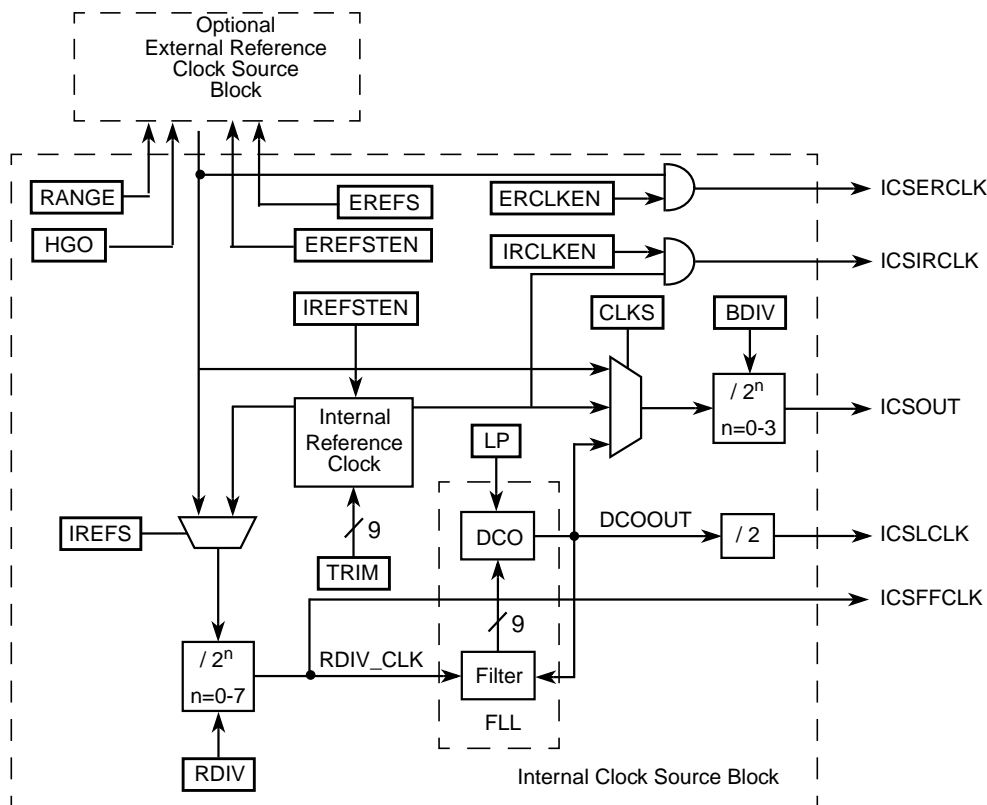 Optional
External Reference
Clock Source
Block
RANGE
HGO
EREFS
EREFSTEN
ERCLKEN
IRCLKEN
ICSERCLK
ICSIRCLK
IREFSTEN
CLKS
BDIV
Internal
Reference
Clock
/ 2ⁿ
n=0-3
ICSOUT
LP
IREFS
9
TRIM
DCO
DCOOUT
/ 2
ICSLCLK
ICSFFCLK
9
/ 2ⁿ
n=0-7
RDIV_CLK
Filter
FLL
RDIV
Internal Clock Source Block